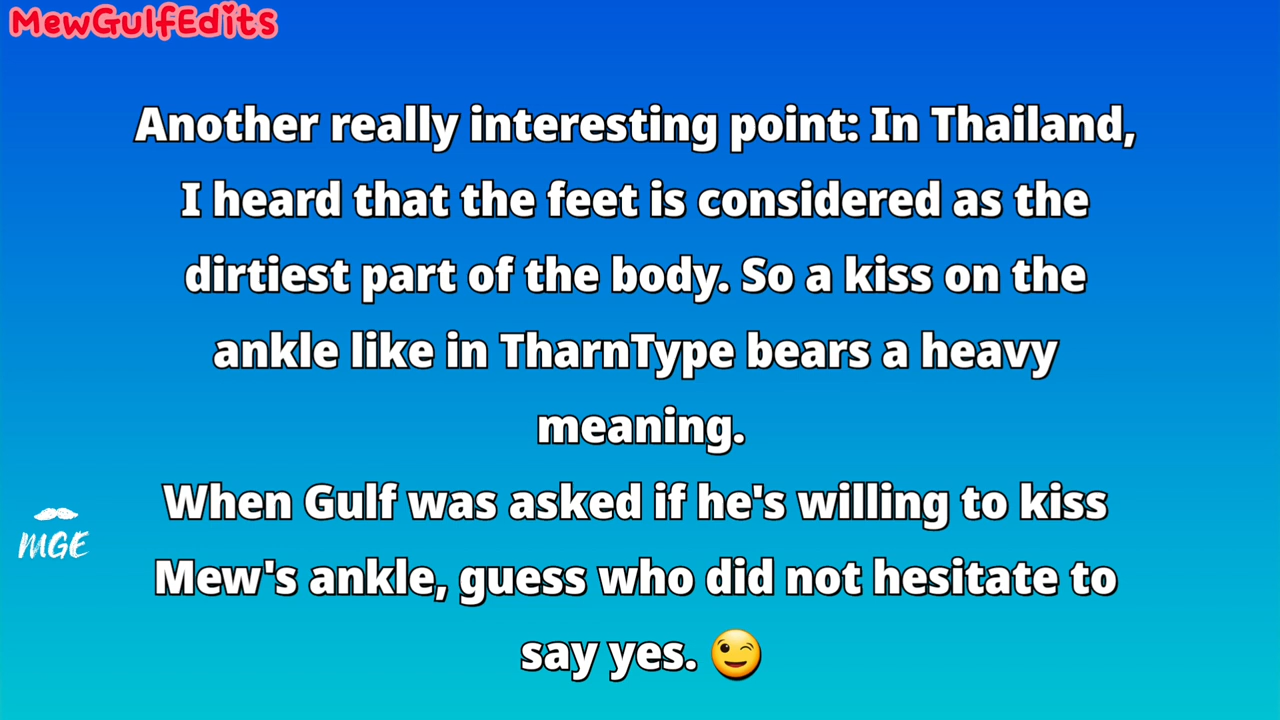 MewGulfEdits
Another really interesting point: In Thailand,
I heard that the feet is considered as the
dirtiest part of the body. So a kiss on the
ankle like in TharnType bears a heavy
meaning.
When Gulf was asked if he's willing to kiss
MGE
Mew's ankle, guess who did not hesitate to
say yes. 😉